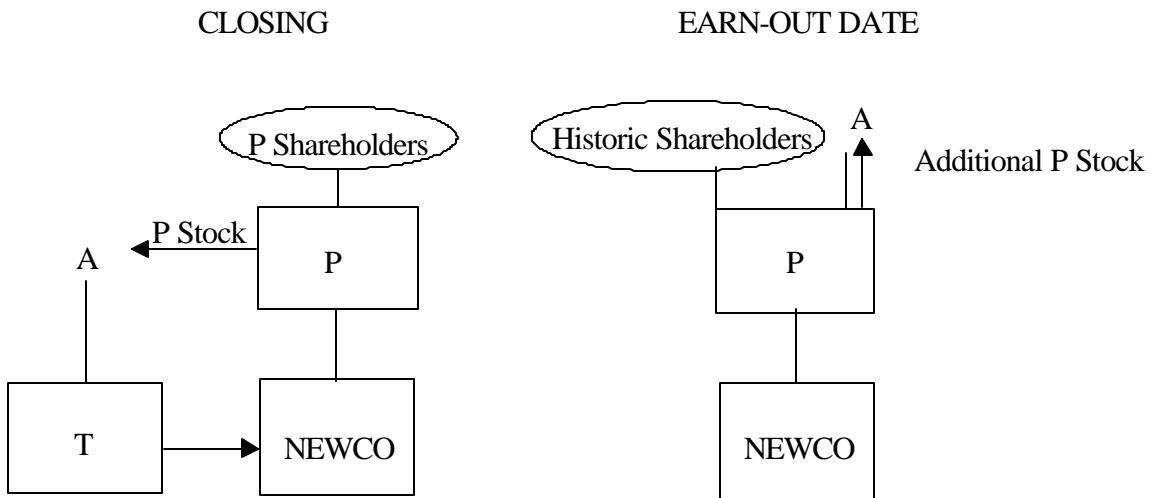 CLOSING
EARN-OUT DATE
P Shareholders
P Stock
A
P
T
NEWCO
Historic Shareholders
A
Additional P Stock
P
NEWCO